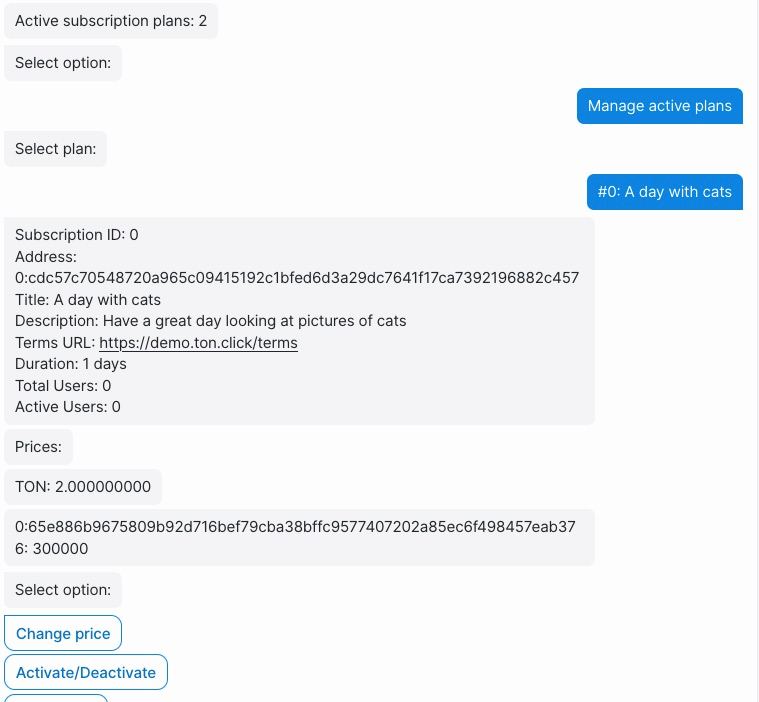 Active subscription plans: 2
Select option:
Manage active plans
Select plan:
#0: A day with cats
Subscription ID: 0
Address:
0:cdc57c70548720a965c09415192c1bfed6d3a29dc7641f17ca7392196882c457
Title: A day with cats
Description: Have a great day looking at pictures of cats
Terms URL: https://demo.ton.click/terms
Duration: 1 days
Total Users: 0
Active Users: 0
Prices:
TON: 2.000000000
0:65e886b9675809b92d716bef79cba38bffc9577407202a85ec6f498457eab37
6: 300000
Select option:
Change price
Activate/Deactivate